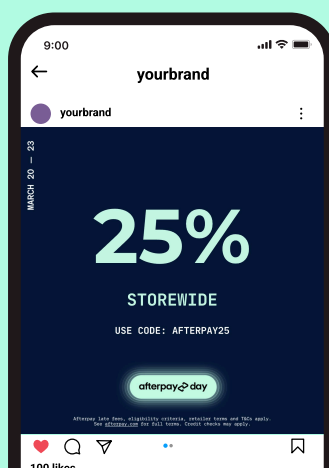 9:00
yourbrand
yourbrand
MARCH 20 — 23
25%
STOREWIDE
USE CODE: AFTERPAY25
afterpay day
Afterpay late fees, eligibility criteria, retailer terms and T&Cs apply.
See afterpay.com for full terms. Credit checks may apply.
100 likes